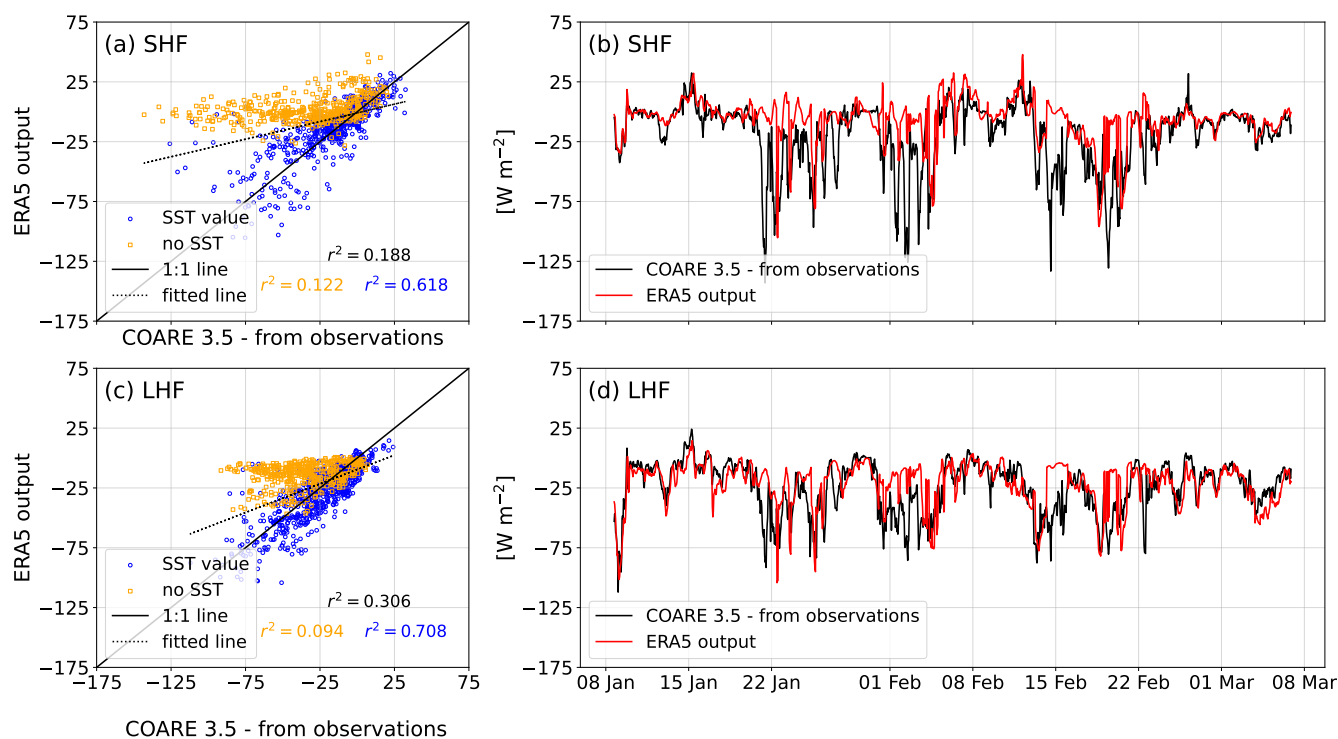 75
25
−25
−75
−125
−175
ERA5 output
(a) SHF
SST value
no SST
1:1 line
fitted line
r² = 0.188
r² = 0.122
r² = 0.618
−175
−125
−75
−25
25
75
COARE 3.5 - from observations
75
25
−25
−75
−125
−175
[W m⁻²]
(b) SHF
COARE 3.5 - from observations
ERA5 output
75
25
−25
−75
−125
−175
ERA5 output
(c) LHF
SST value
no SST
1:1 line
fitted line
r² = 0.306
r² = 0.094
r² = 0.708
−175
−125
−75
−25
25
75
COARE 3.5 - from observations
75
25
−25
−75
−125
−175
[W m⁻²]
(d) LHF
COARE 3.5 - from observations
ERA5 output
08 Jan
15 Jan
22 Jan
01 Feb
08 Feb
15 Feb
22 Feb
01 Mar
08 Mar